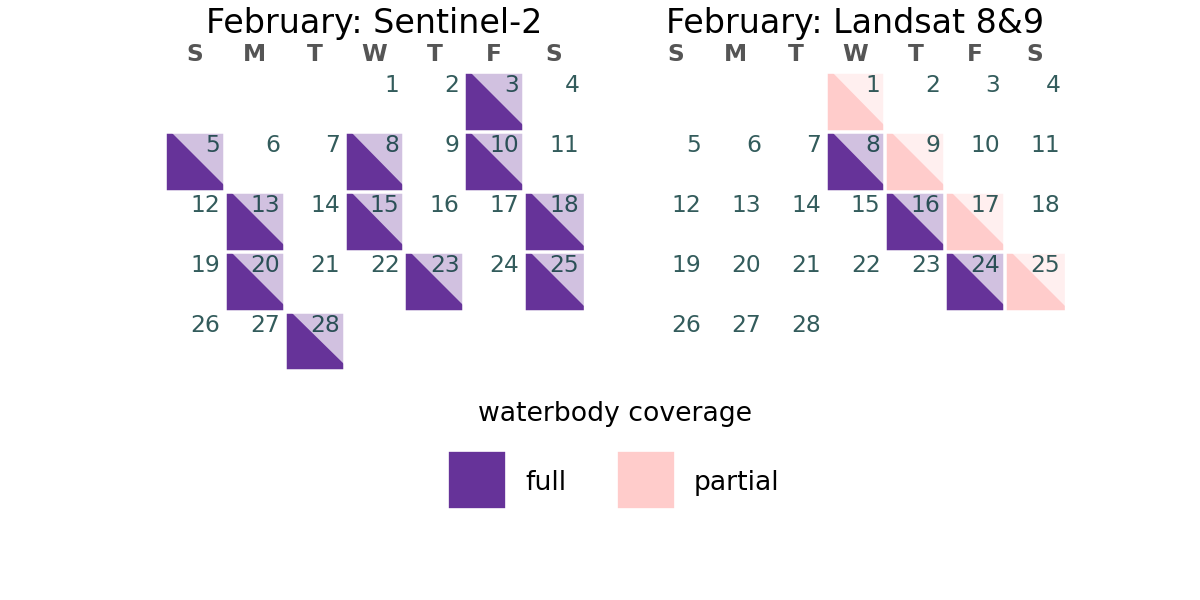 February: Sentinel-2
S M T W T F S
1 2 3 4
5 6 7 8 9 10 11
12 13 14 15 16 17 18
19 20 21 22 23 24 25
26 27 28
February: Landsat 8&9
S M T W T F S
1 2 3 4
5 6 7 8 9 10 11
12 13 14 15 16 17 18
19 20 21 22 23 24 25
26 27 28
waterbody coverage
full partial